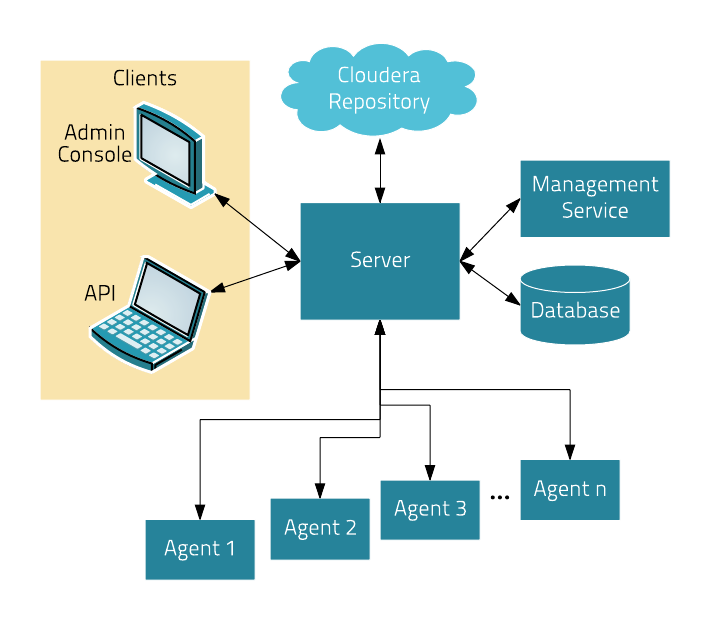 Clients
Admin
Console
API
Cloudera
Repository
Server
Management
Service
Database
Agent 1
Agent 2
Agent 3
...
Agent n